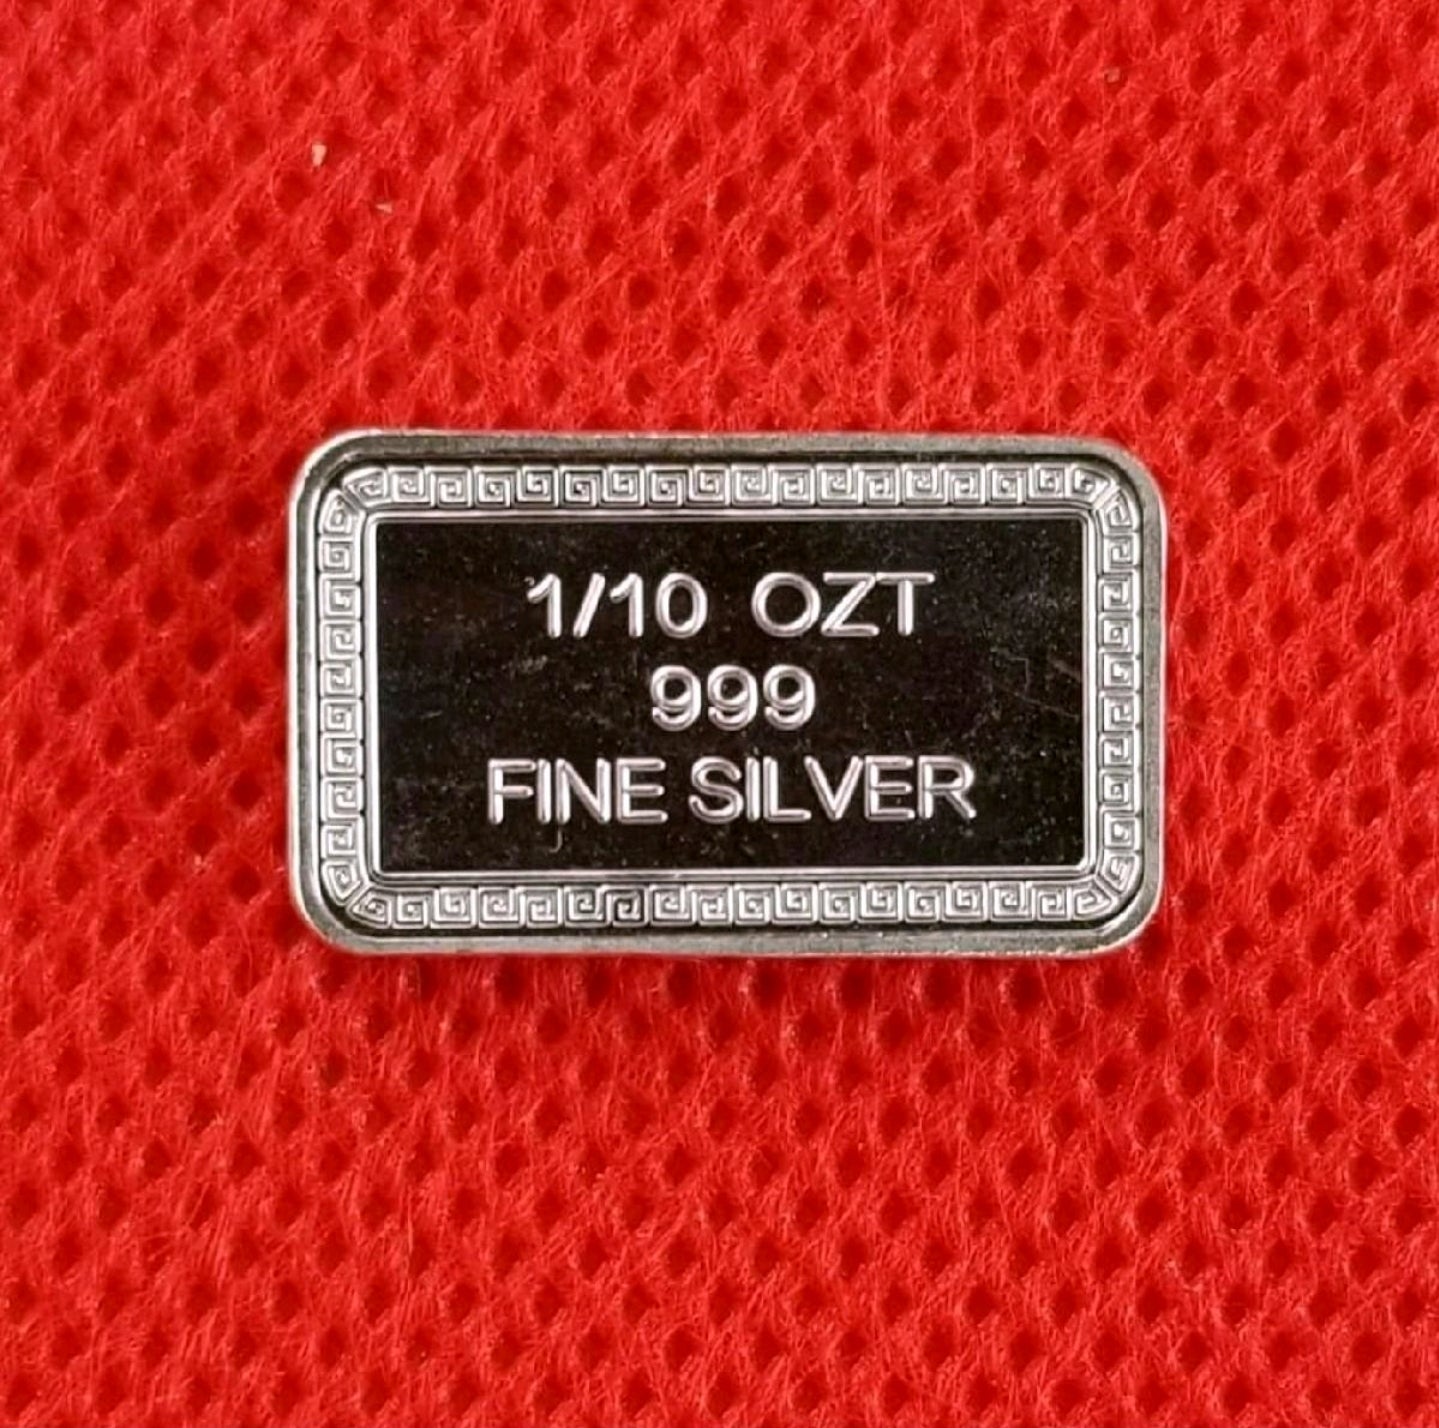 1/10 OZT
999
FINE SILVER